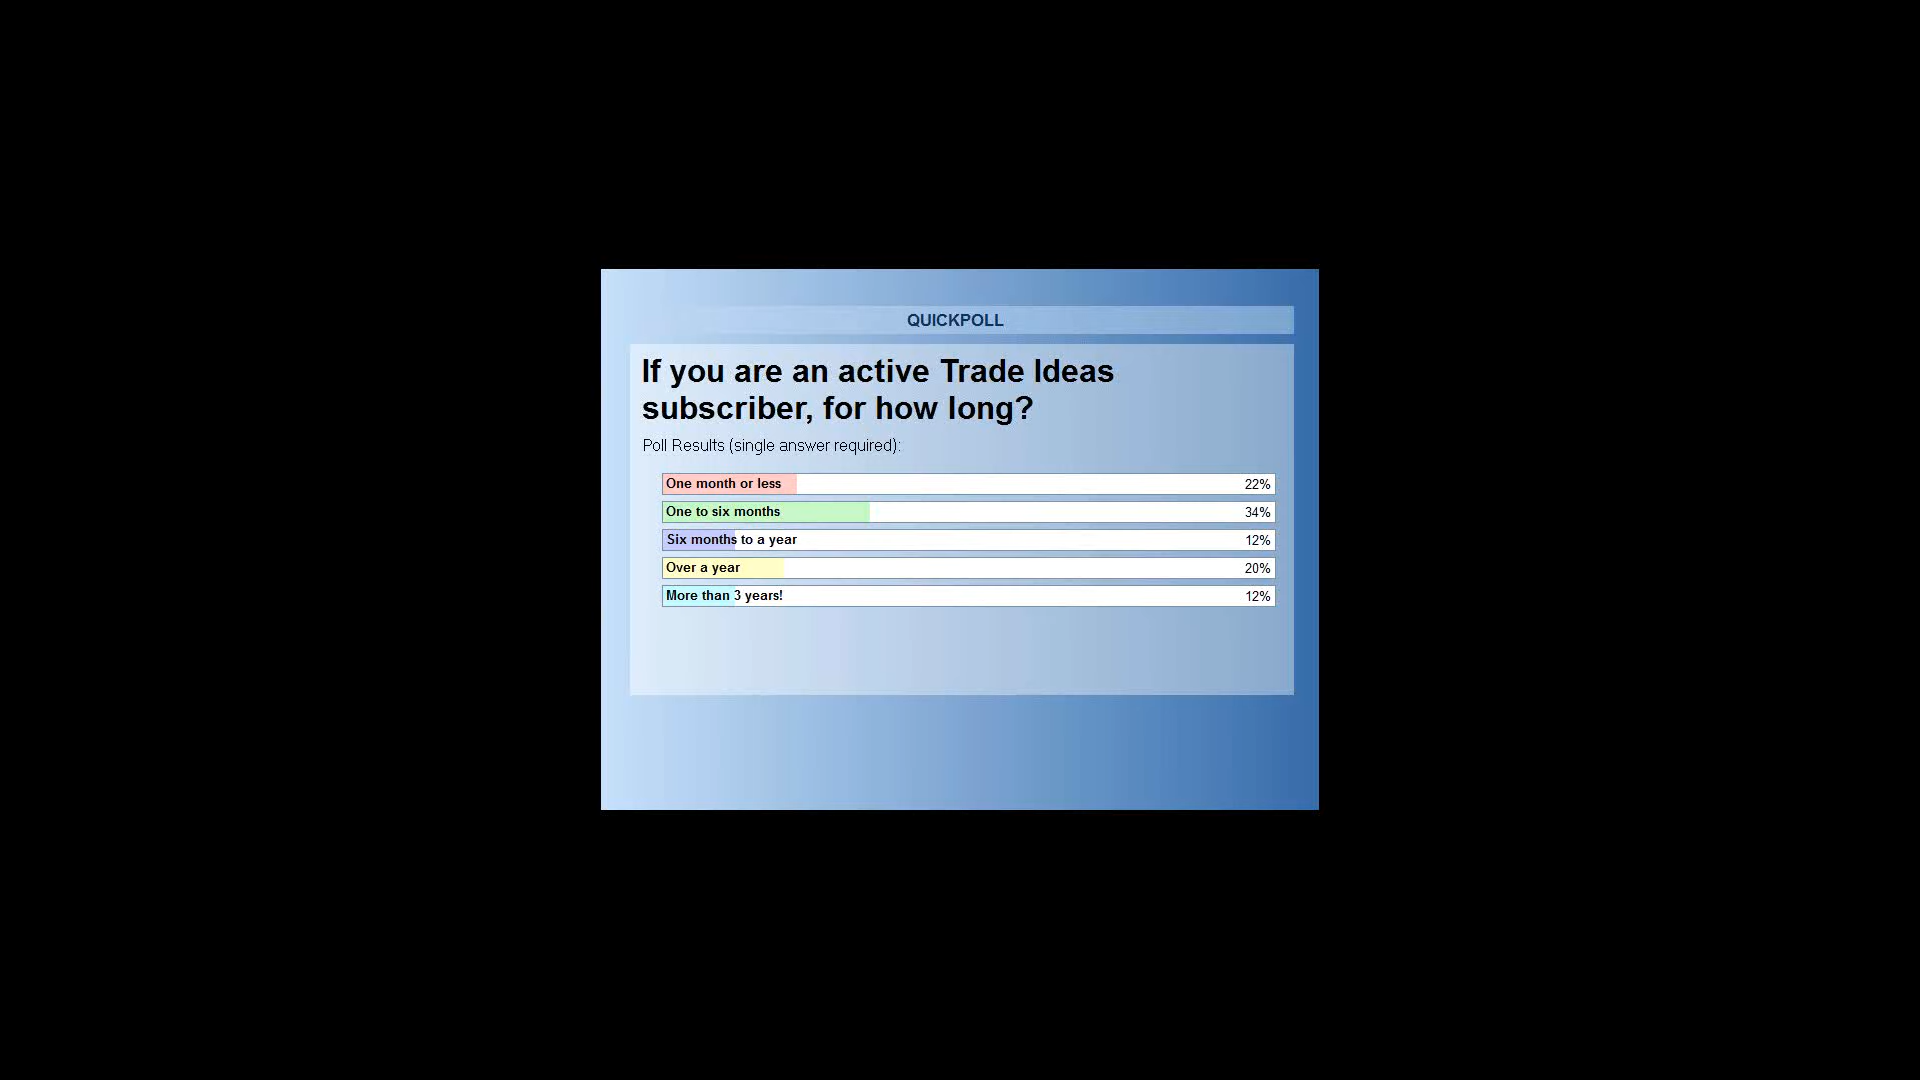 QUICKPOLL
If you are an active Trade Ideas
subscriber, for how long?
Poll Results (single answer required):
One month or less 22%
One to six months 34%
Six months to a year 12%
Over a year 20%
More than 3 years! 12%